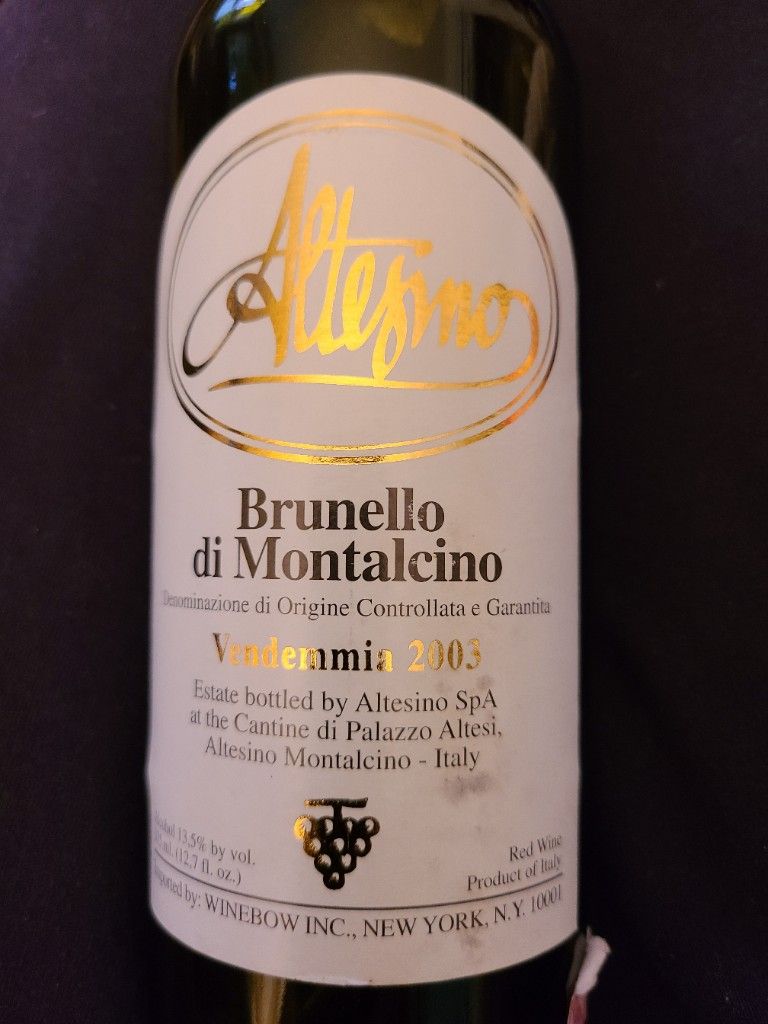 Altesino
Brunello
di Montalcino
Denominazione di Origine Controllata e Garantita
Vendemmia 2003
Estate bottled by Altesino SpA
at the Cantine di Palazzo Altesi,
Altesino Montalcino - Italy
Alcohol 13,5% by vol.
ml. (12,7 fl. oz.)
Red Wine
Product of Italy
Imported by: WINEBOW INC., NEW YORK, N.Y. 10001